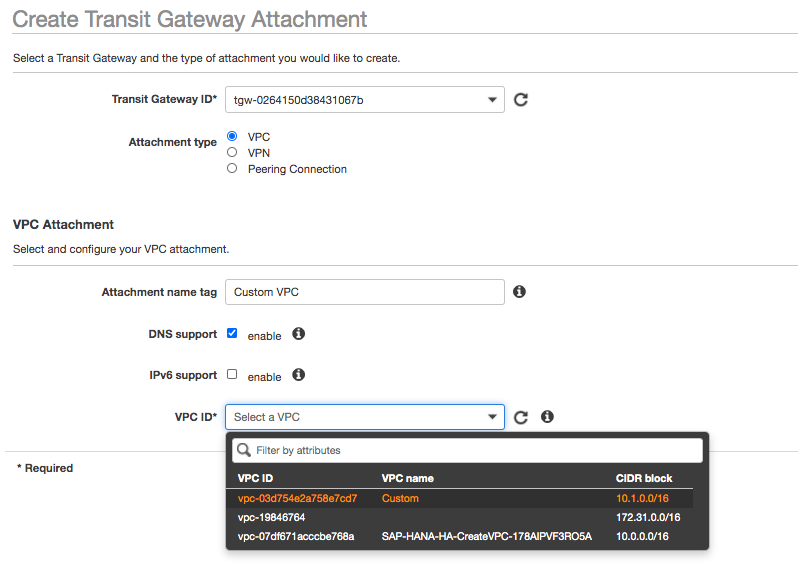 Create Transit Gateway Attachment
Select a Transit Gateway and the type of attachment you would like to create.
Transit Gateway ID* tgw-0264150d38431067b
Attachment type VPC
VPN
Peering Connection
VPC Attachment
Select and configure your VPC attachment.
Attachment name tag Custom VPC
DNS support enable
IPv6 support enable
VPC ID* Select a VPC
Filter by attributes
VPC ID VPC name CIDR block
vpc-03d754e2a758e7cd7 Custom 10.1.0.0/16
vpc-19846764 172.31.0.0/16
vpc-07df671acccbe768a SAP-HANA-HA-CreateVPC-178AIPVF3RO5A 10.0.0.0/16
* Required